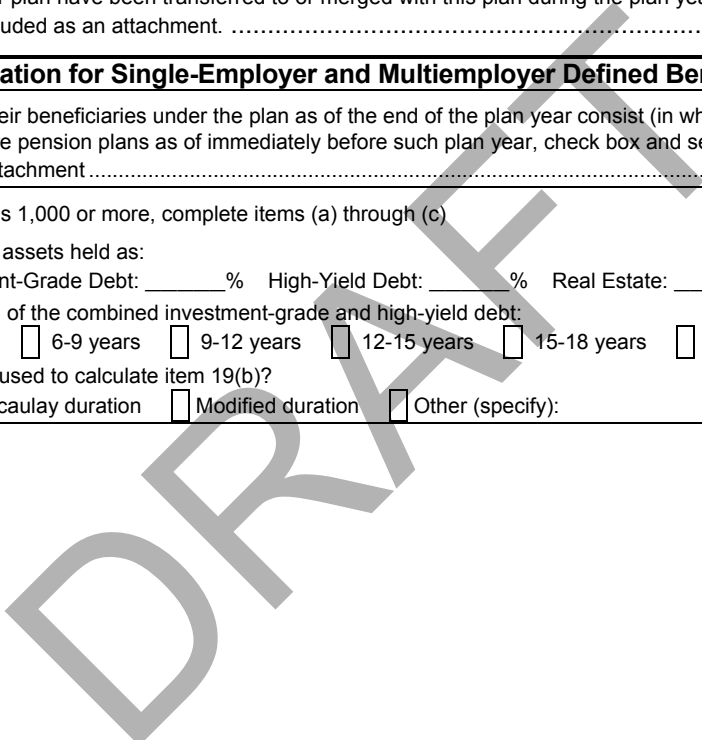 plan have been transferred to or merged with this plan during the plan yea
uded as an attachment. ........................................................................
ation for Single-Employer and Multiemployer Defined Ben
eir beneficiaries under the plan as of the end of the plan year consist (in wh
e pension plans as of immediately before such plan year, check box and se
tachment ........................................................................
s 1,000 or more, complete items (a) through (c)
assets held as:
nt-Grade Debt: _______% High-Yield Debt: _______% Real Estate: __
of the combined investment-grade and high-yield debt:
6-9 years 9-12 years 12-15 years 15-18 years
used to calculate item 19(b)?
caulay duration Modified duration Other (specify):
DRAFT